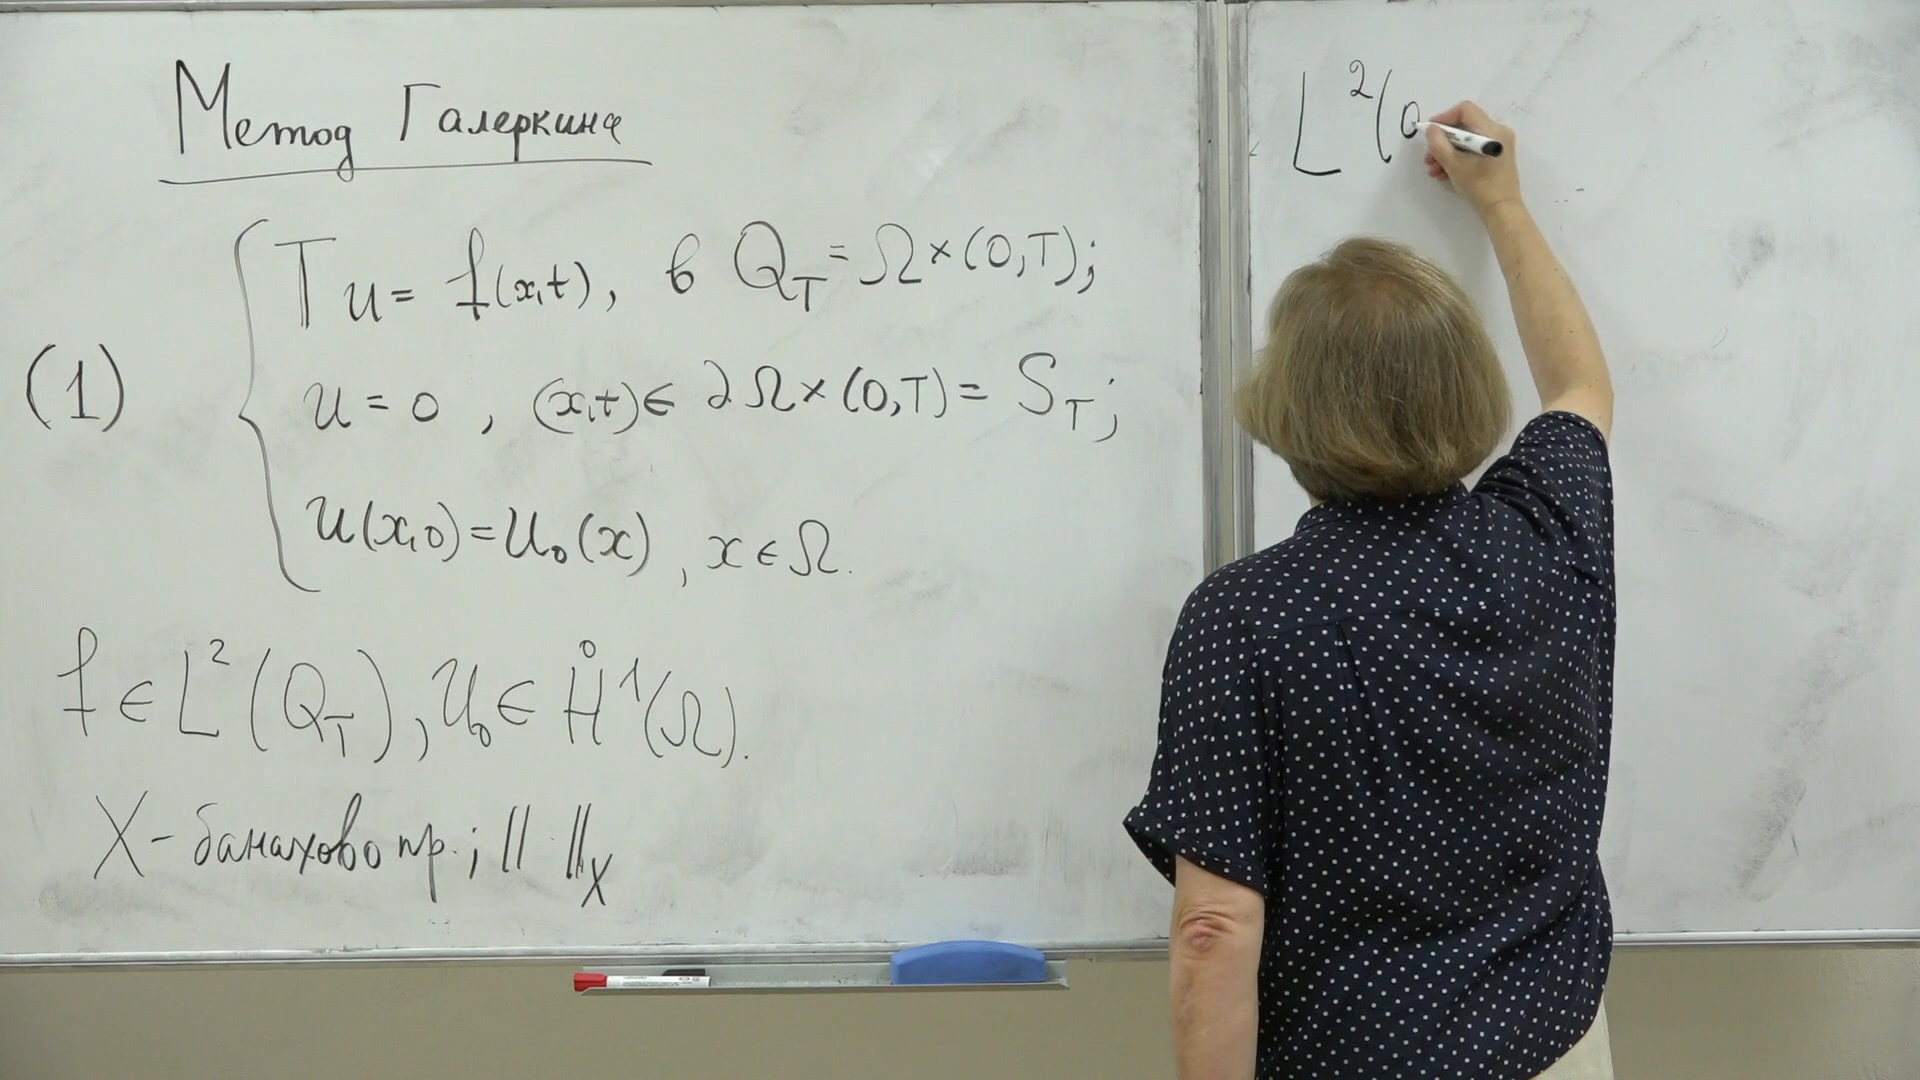 Метод Галеркина
(1)
Tu = f(x,t), в Q_T = Ω×(0,T);
u = 0, (x,t)∈ ∂Ω×(0,T) = S_T;
u(x,0) = u₀(x), x ∈ Ω.
f ∈ L²(Q_T), u₀ ∈ H̊¹(Ω).
X - банахово пр.; || ||_X
L²(0